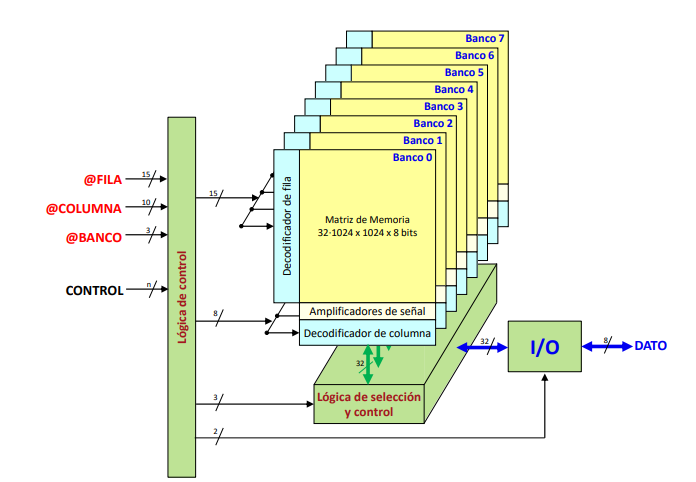 Banco 7
Banco 6
Banco 5
Banco 4
Banco 3
Banco 2
Banco 1
Banco 0
@FILA
15
@COLUMNA
10
@BANCO
3
CONTROL
n
Lógica de control
15
8
3
2
Decodificador de fila
Matriz de Memoria
32·1024 x 1024 x 8 bits
Amplificadores de señal
Decodificador de columna
32
Lógica de selección
y control
32
I/O
8
DATO